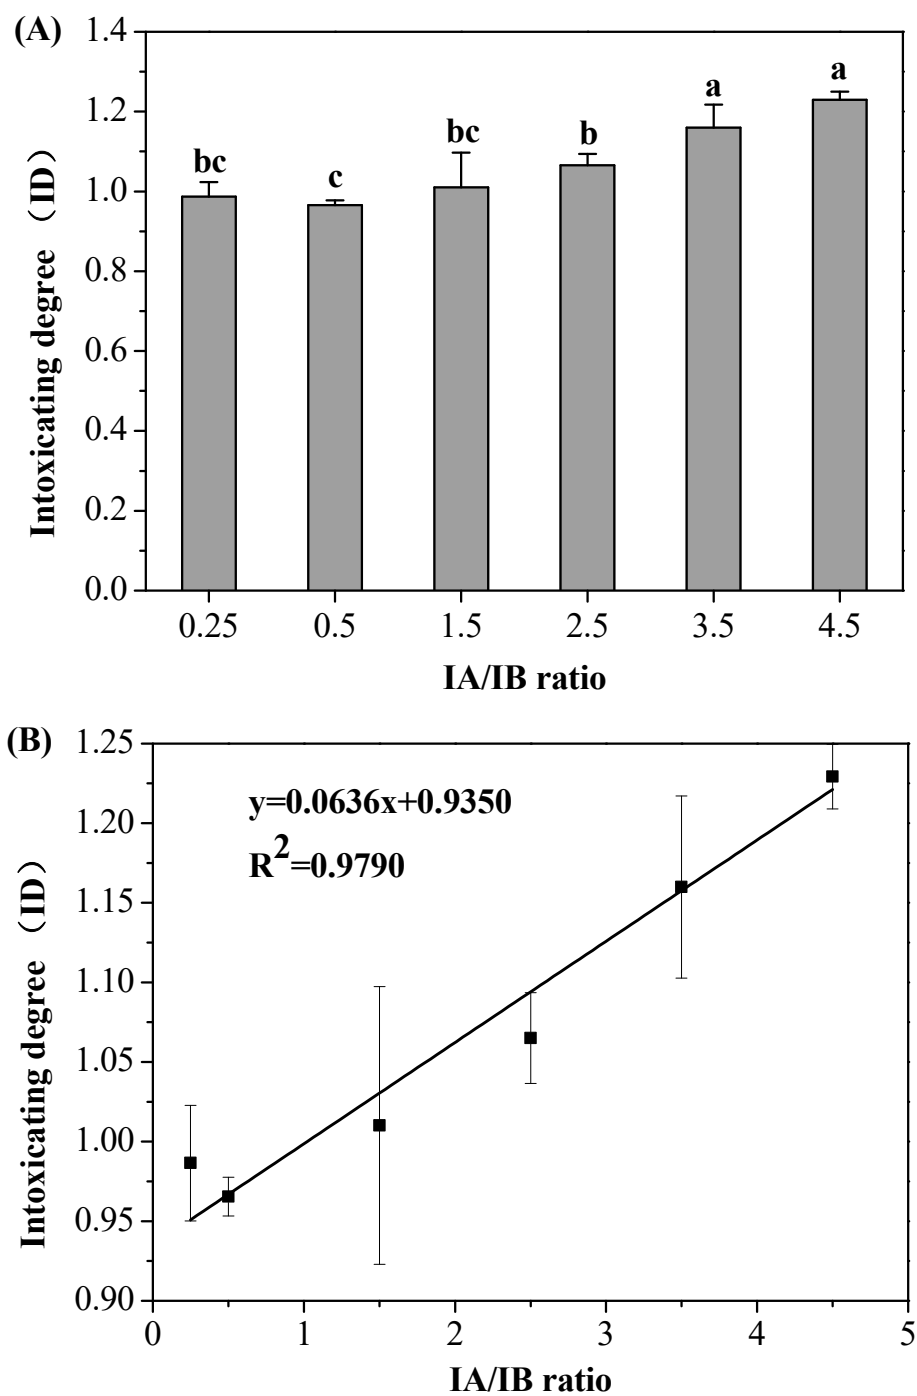 (A)
1.4
1.2
1.0
0.8
0.6
0.4
0.2
0.0
Intoxicating degree（ID）
bc
c
bc
b
a
a
0.25 0.5 1.5 2.5 3.5 4.5
IA/IB ratio
(B)
1.25
1.20
1.15
1.10
1.05
1.00
0.95
0.90
Intoxicating degree（ID）
y=0.0636x+0.9350
R²=0.9790
0 1 2 3 4 5
IA/IB ratio